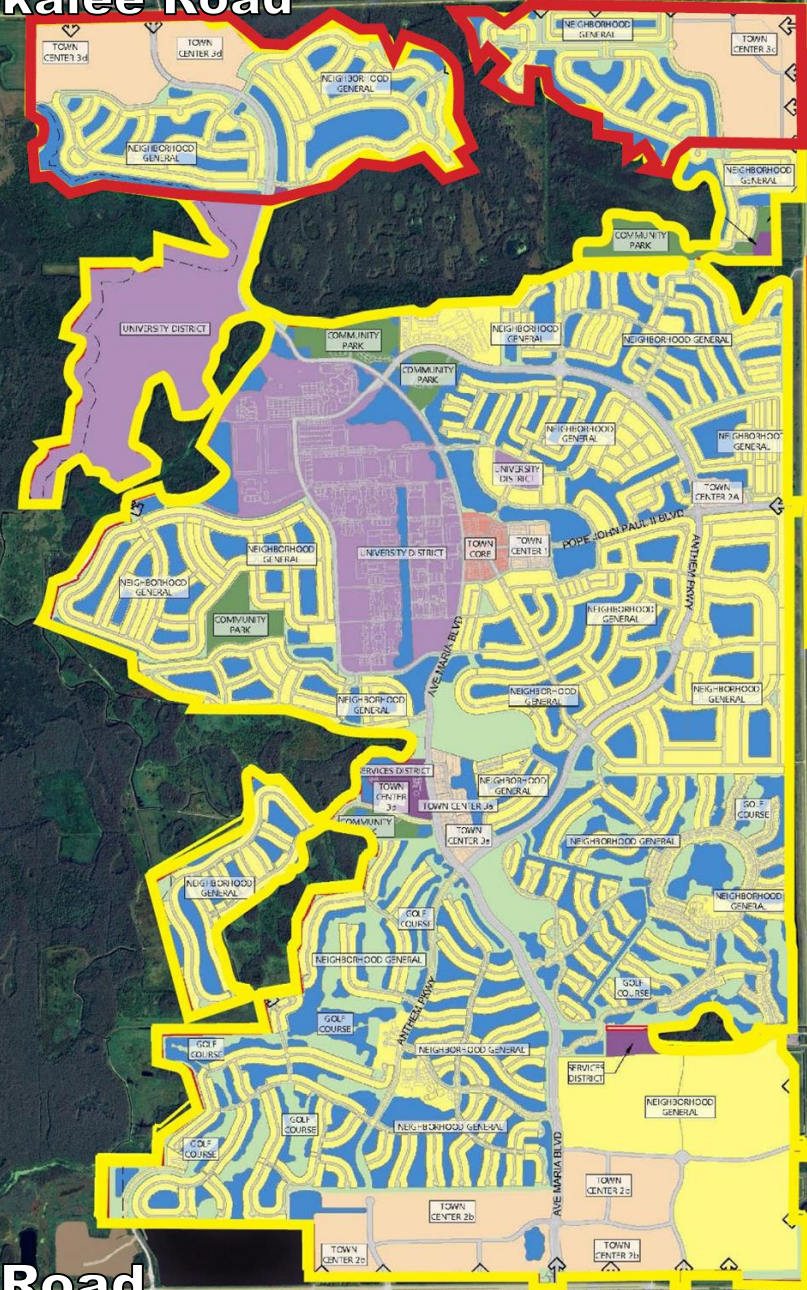 kalee Road
TOWN
CENTER 3d
TOWN
CENTER 3d
NEIGHBORHOOD
GENERAL
NEIGHBORHOOD
GENERAL
NEIGHBORHOOD
GENERAL
TOWN
CENTER 3c
NEIGHBORHOOD
GENERAL
COMMUNITY
PARK
UNIVERSITY DISTRICT
COMMUNITY
PARK
COMMUNITY
PARK
NEIGHBORHOOD
GENERAL
NEIGHBORHOOD GENERAL
NEIGHBORHOOD
GENERAL
NEIGHBORHOOD
GENERAL
UNIVERSITY
DISTRICT
TOWN
CENTER 2A
POPE JOHN PAUL II BLVD
ANTHEM PKWY
UNIVERSITY DISTRICT
TOWN
CORE
TOWN
CENTER 1
NEIGHBORHOOD
GENERAL
NEIGHBORHOOD
GENERAL
COMMUNITY
PARK
NEIGHBORHOOD
GENERAL
AVE MARIA BLVD
NEIGHBORHOOD
GENERAL
NEIGHBORHOOD
GENERAL
NEIGHBORHOOD
GENERAL
ERVICES DISTRICT
TOWN
CENTER
TOWN CENTER
NEIGHBORHOOD
GENERAL
COMMUNITY
TOWN
CENTER
NEIGHBORHOOD GENERAL
GOLF
COURSE
NEIGHBORHOOD
GENERAL
NEIGHBORHOOD
GENERAL
GOLF
COURSE
NEIGHBORHOOD GENERAL
GOLF
COURSE
GOLF
COURSE
ANTHEM PKWY
GOLF
COURSE
NEIGHBORHOOD GENERAL
SERVICES
DISTRICT
NEIGHBORHOOD
GENERAL
GOLF
COURSE
NEIGHBORHOOD GENERAL
GOLF
COURSE
AVE MARIA BLVD
TOWN
CENTER
TOWN
CENTER 2b
TOWN
CENTER
TOWN
CENTER 2b
Road